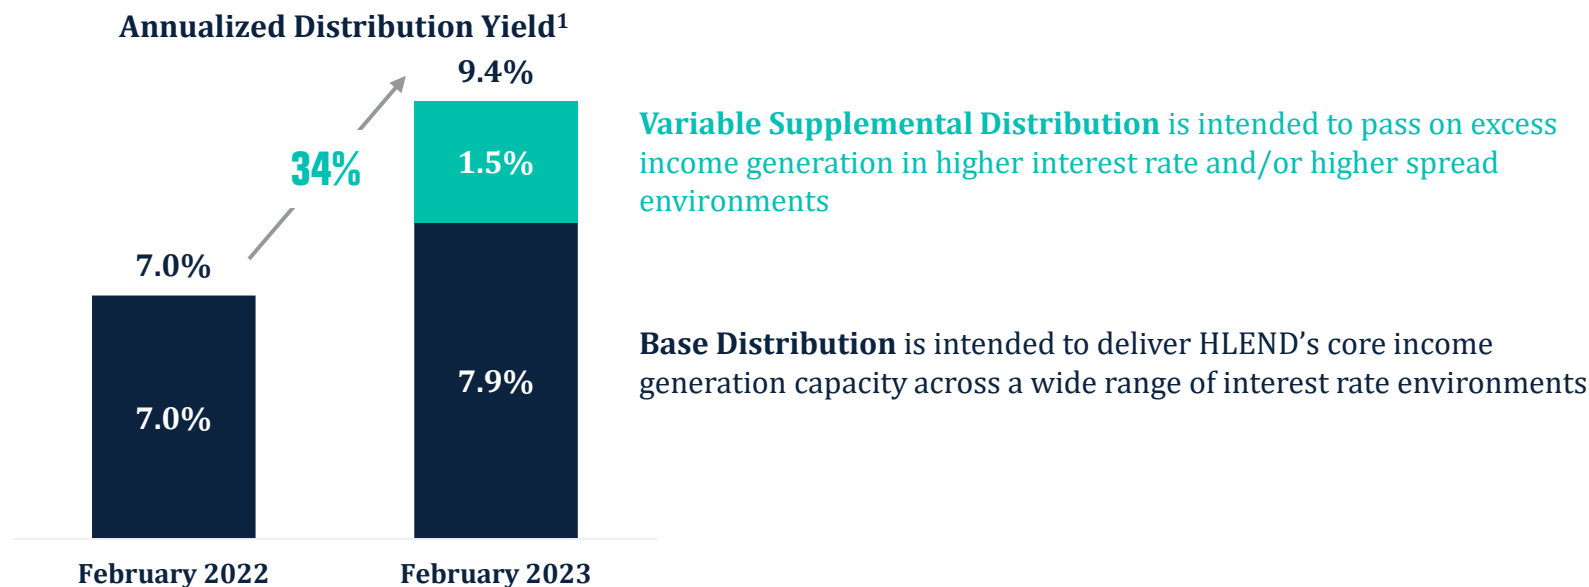 Annualized Distribution Yield¹
9.4%
34%
1.5%
7.0%
7.9%
7.0%
February 2022
February 2023
Variable Supplemental Distribution is intended to pass on excess
income generation in higher interest rate and/or higher spread
environments
Base Distribution is intended to deliver HLEND’s core income
generation capacity across a wide range of interest rate environments